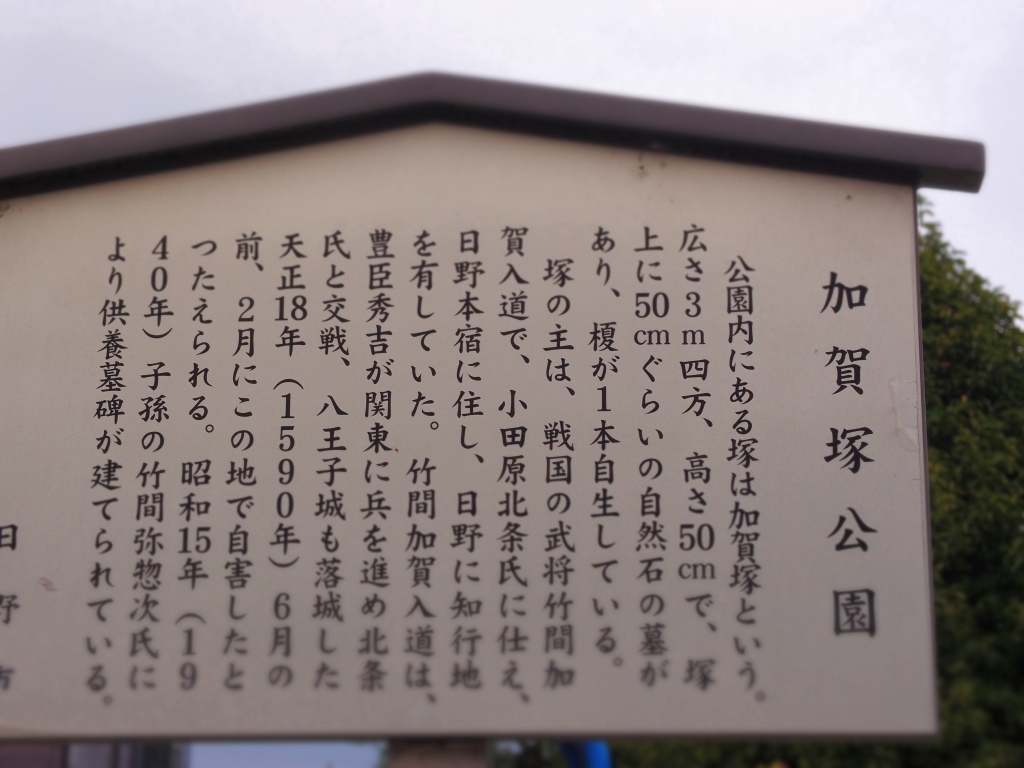 加賀塚公園
公園内にある塚は加賀塚という。
広さ3m四方、高さ50cmで、塚
上に50cmぐらいの自然石の墓が
あり、榎が1本自生している。
塚の主は、戦国の武将竹間加
賀入道で、小田原北条氏に仕え、
日野本宿に住し、日野に知行地
を有していた。竹間加賀入道は、
豊臣秀吉が関東に兵を進め北条
氏と交戦、八王子城も落城した
天正18年(1590年)6月の
前、2月にこの地で自害したと
つたえられる。昭和15年(19
40年)子孫の竹間弥惣次氏に
より供養墓碑が建てられている。
日野市